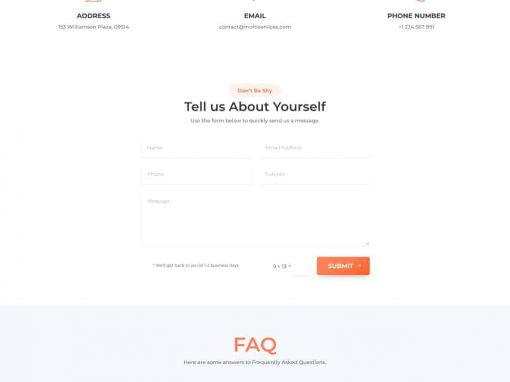 ADDRESS
153 Williamson Plaza, 09514
EMAIL
contact@mofitservices.com
PHONE NUMBER
+1 234 567 891
Don't Be Shy
Tell us About Yourself
Use the form below to quickly send us a message.
Name
Email Address
Phone
Subject
Message
* We'll get back to you in 1-2 business days
9 + 13 =
SUBMIT
FAQ
Here are some answers to Frequently Asked Questions.